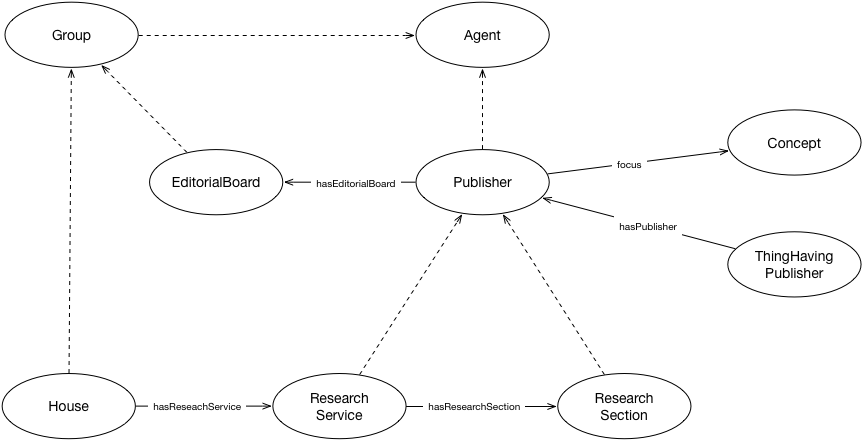 Group
Agent
Concept
focus
EditorialBoard
hasEditorialBoard
Publisher
hasPublisher
ThingHaving
Publisher
House
hasReseachService
Research
Service
hasResearchSection
Research
Section